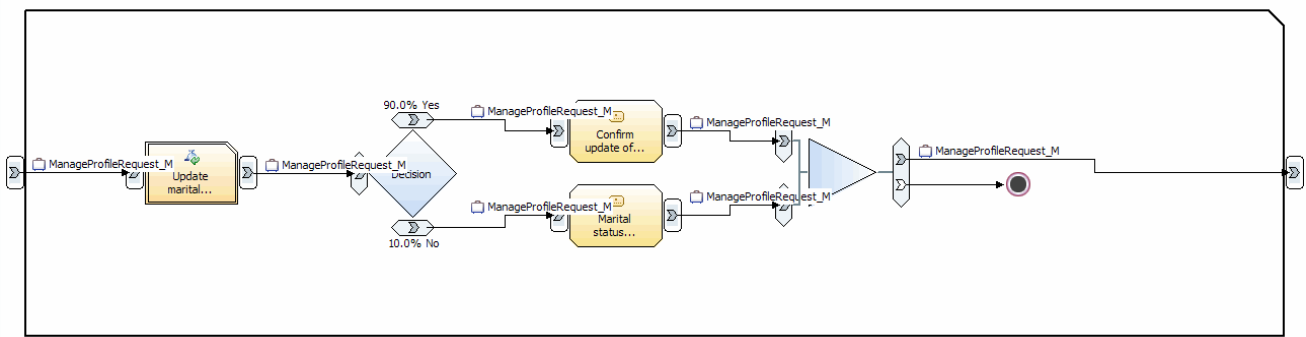 90.0% Yes
ManageProfileRequest_M
ManageProfileRequest_M
ManageProfileRequest_M
Confirm
update of...
ManageProfileRequest_M
ManageProfileRequest_M
ManageProfileRequest_M
Update
marital...
Decision
ManageProfileRequest_M
ManageProfileRequest_M
Marital
status...
10.0% No